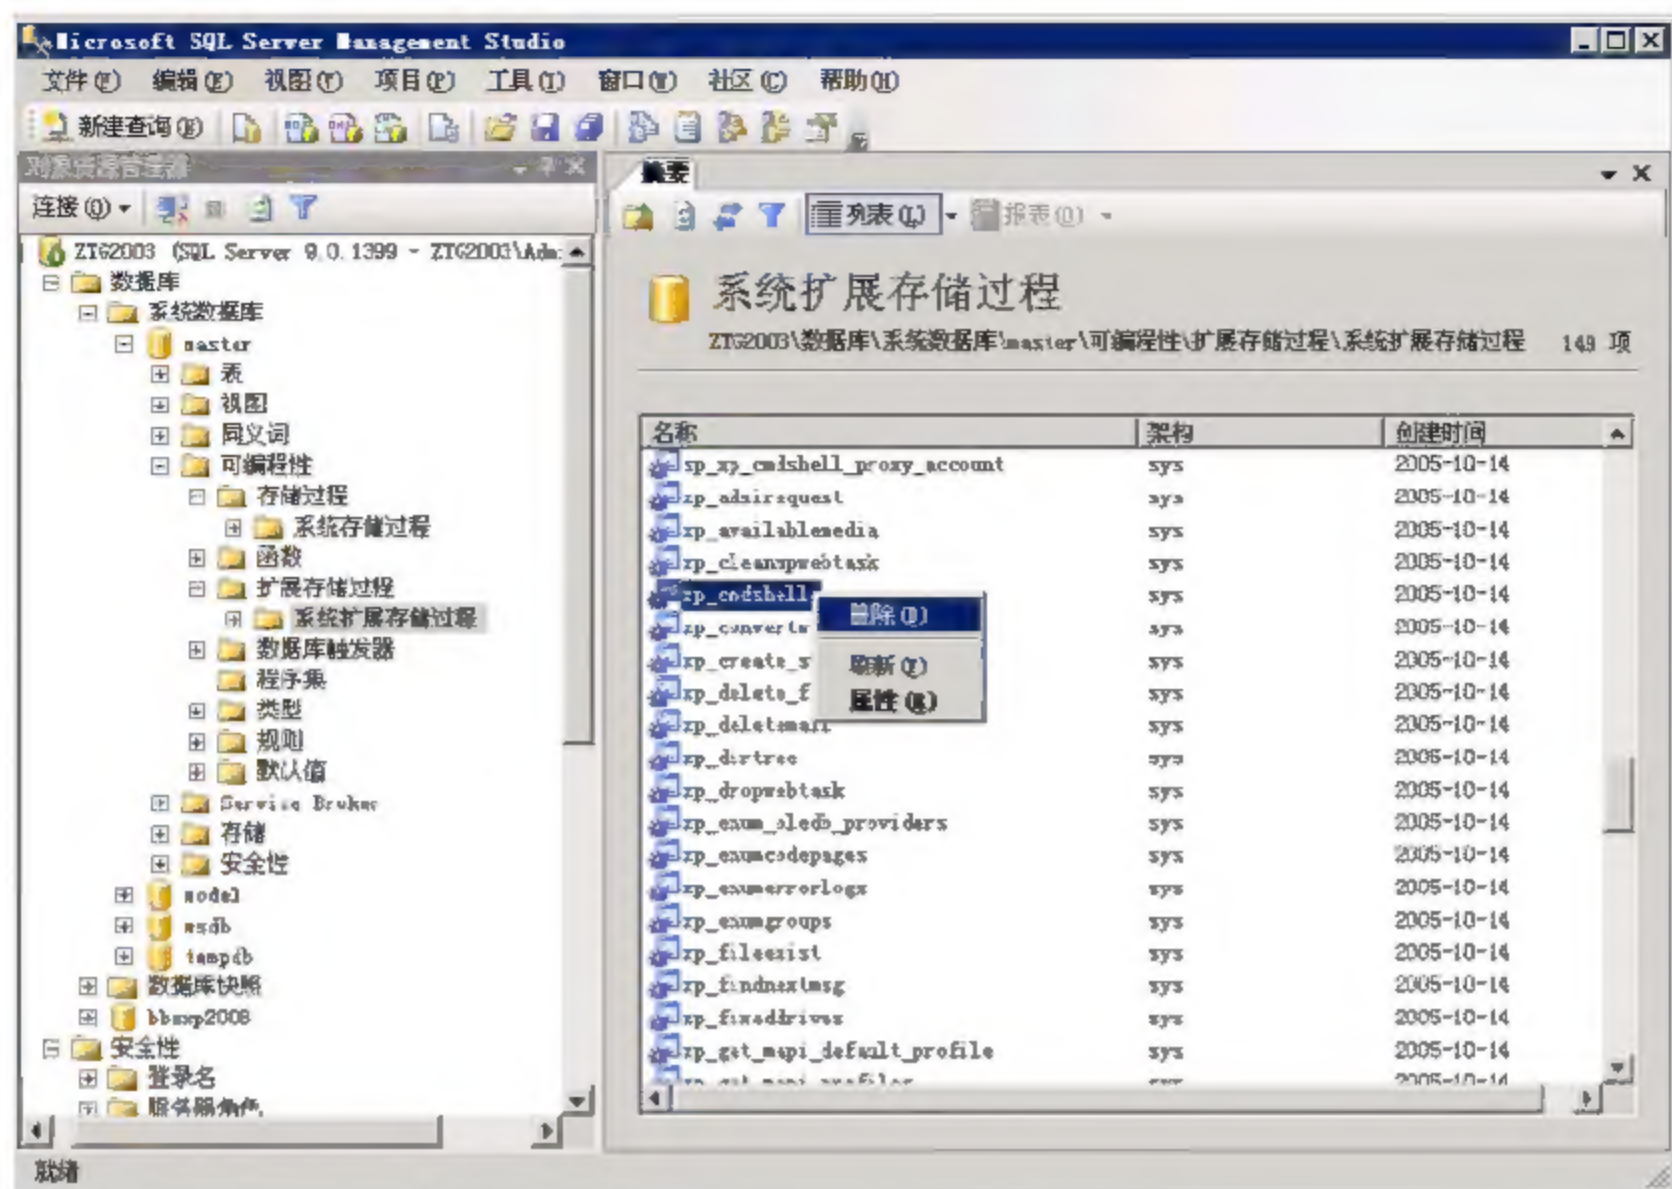 Microsoft SQL Server Management Studio
文件(F) 编辑(E) 视图(V) 项目(P) 工具(T) 窗口(W) 社区(C) 帮助(H)
新建查询(N)
对象资源管理器
摘要
连接(O)
列表(L) 报表(O)
ZTG2003 (SQL Server 9.0.1399 - ZTG2003\Adm
数据库
系统数据库
master
表
视图
同义词
可编程性
存储过程
系统存储过程
函数
扩展存储过程
系统扩展存储过程
数据库触发器
程序集
类型
规则
默认值
Service Broker
存储
安全性
model
msdb
tempdb
数据库快照
bbsxp2008
安全性
登录名
服务器角色
系统扩展存储过程
ZTG2003\数据库\系统数据库\master\可编程性\扩展存储过程\系统扩展存储过程 149 项
名称 架构 创建时间
sp_xp_cmdshell_proxy_account sys 2005-10-14
xp_adsirequest sys 2005-10-14
xp_availablemedia sys 2005-10-14
xp_cleanupwebtask sys 2005-10-14
xp_cmdshell sys 2005-10-14
xp_convertw sys 2005-10-14
xp_create_s sys 2005-10-14
xp_delete_f sys 2005-10-14
xp_deletemail sys 2005-10-14
xp_dirtree sys 2005-10-14
xp_dropwebtask sys 2005-10-14
xp_enum_oledb_providers sys 2005-10-14
xp_enumcodepages sys 2005-10-14
xp_enumerrorlogs sys 2005-10-14
xp_enumgroups sys 2005-10-14
xp_fileexist sys 2005-10-14
xp_findnextmsg sys 2005-10-14
xp_fixeddrives sys 2005-10-14
xp_get_mapi_default_profile sys 2005-10-14
xp_get_mapi_profiles sys 2005-10-14
删除(D)
刷新(F)
属性(R)
就绪